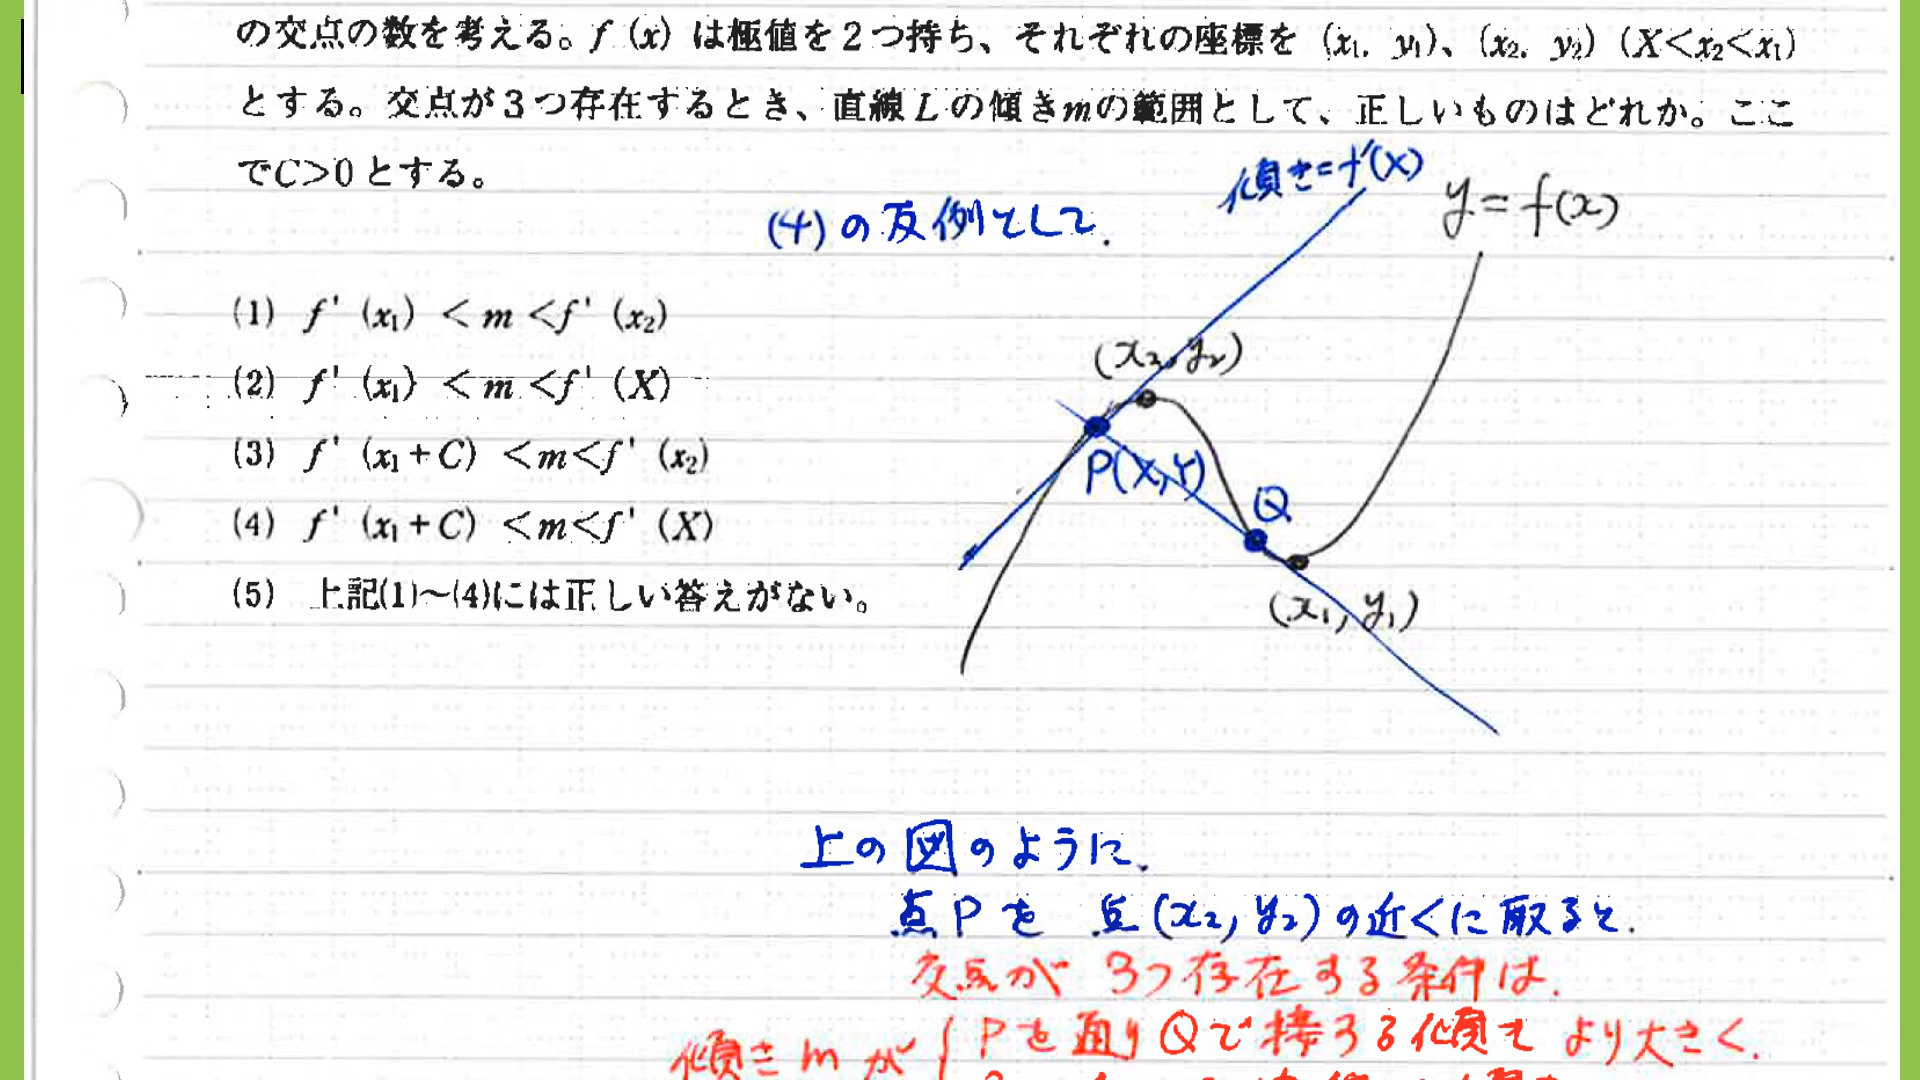 の交点の数を考える。f (x) は極値を2つ持ち、それぞれの座標を (x₁, y₁)、(x₂, y₂) (X<x₂<x₁)
とする。交点が3つ存在するとき、直線Lの傾きmの範囲として、正しいものはどれか。ここ
でC>0とする。
傾き=f'(X)
y=f(x)
(4)の反例として.
(1) f' (x₁) <m<f' (x₂)
(2) f' (x₁) <m<f' (X)
(3) f' (x₁+C) <m<f' (x₂)
(4) f' (x₁+C) <m<f' (X)
(5) 上記(1)~(4)には正しい答えがない。
(x₂, y₂)
P(X,Y)
Q
(x₁, y₁)
上の図のように.
点Pを 点(x₂, y₂)の近くに取ると.
交点が 3つ存在する条件は.
傾きmが { Pを通りQで接する傾きより大きく.